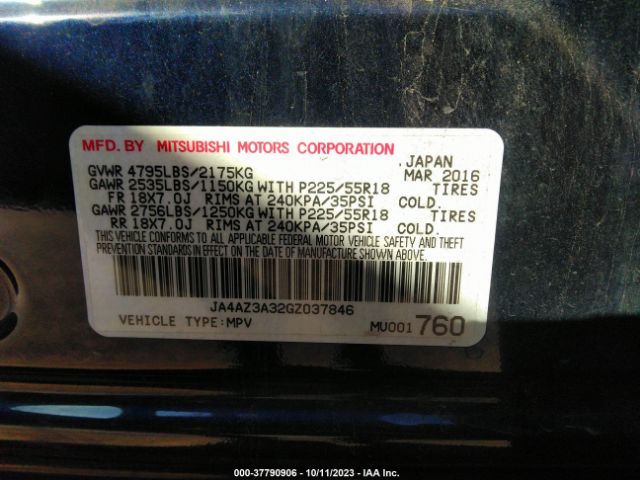 MFD. BY MITSUBISHI MOTORS CORPORATION
GVWR 4795LBS/2175KG JAPAN MAR 2016
GAWR 2535LBS/1150KG WITH P225/55R18 TIRES
FR 18X7.0J RIMS AT 240KPA/35PSI COLD.
GAWR 2756LBS/1250KG WITH P225/55R18 TIRES
RR 18X7.0J RIMS AT 240KPA/35PSI COLD.
THIS VEHICLE CONFORMS TO ALL APPLICABLE FEDERAL MOTOR VEHICLE SAFETY AND THEFT
PREVENTION STANDARDS IN EFFECT ON THE DATE OF MANUFACTURE SHOWN ABOVE.
JA4AZ3A32GZ037846
VEHICLE TYPE:MPV MU001 760
000-37790906 - 10/11/2023 - IAA Inc.